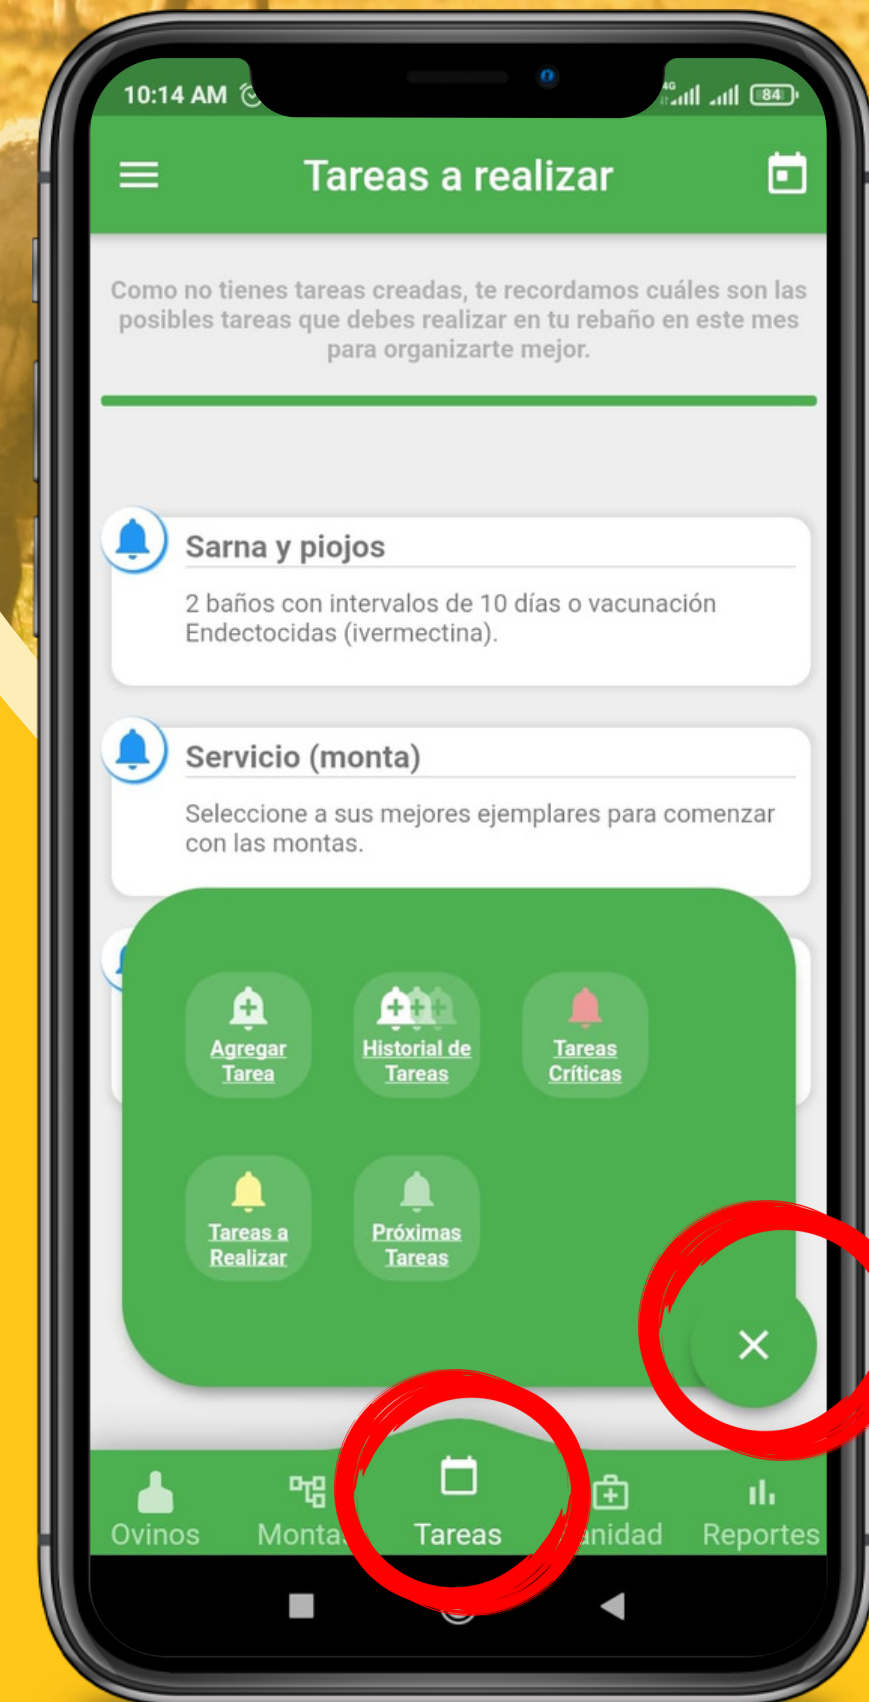 10:14 AM
4G
84
Tareas a realizar
Como no tienes tareas creadas, te recordamos cuáles son las
posibles tareas que debes realizar en tu rebaño en este mes
para organizarte mejor.
Sarna y piojos
2 baños con intervalos de 10 días o vacunación
Endectocidas (ivermectina).
Servicio (monta)
Seleccione a sus mejores ejemplares para comenzar
con las montas.
Agregar
Tarea
Historial de
Tareas
Tareas
Críticas
Tareas a
Realizar
Próximas
Tareas
Ovinos
Monta
Tareas
anidad
Reportes